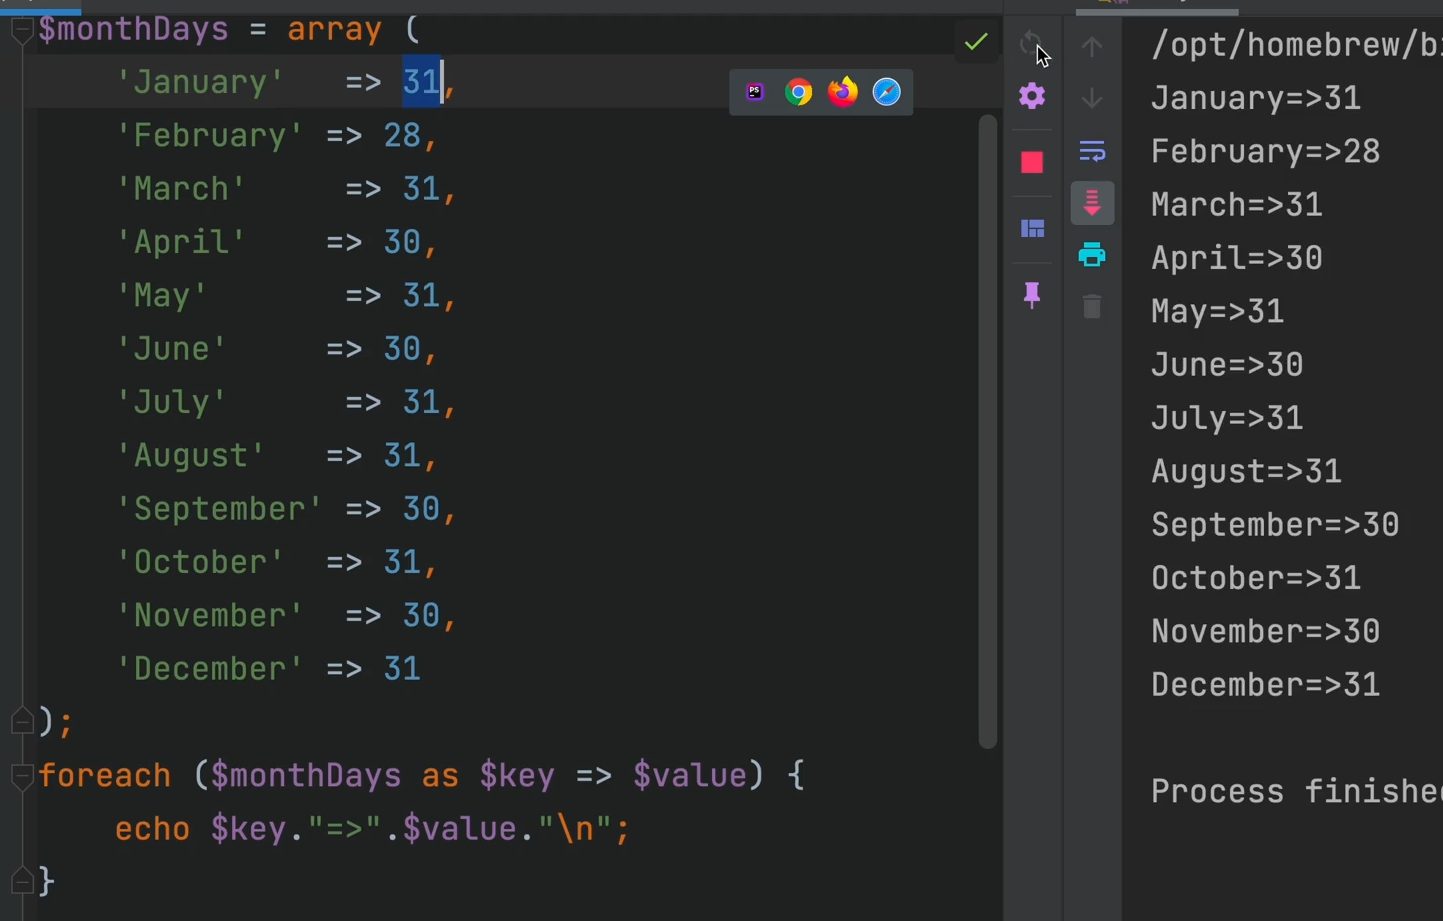 $monthDays = array (
'January' => 31,
'February' => 28,
'March' => 31,
'April' => 30,
'May' => 31,
'June' => 30,
'July' => 31,
'August' => 31,
'September' => 30,
'October' => 31,
'November' => 30,
'December' => 31
);
foreach ($monthDays as $key => $value) {
echo $key."=>".$value."\n";
}
PS
/opt/homebrew/b
January=>31
February=>28
March=>31
April=>30
May=>31
June=>30
July=>31
August=>31
September=>30
October=>31
November=>30
December=>31
Process finished